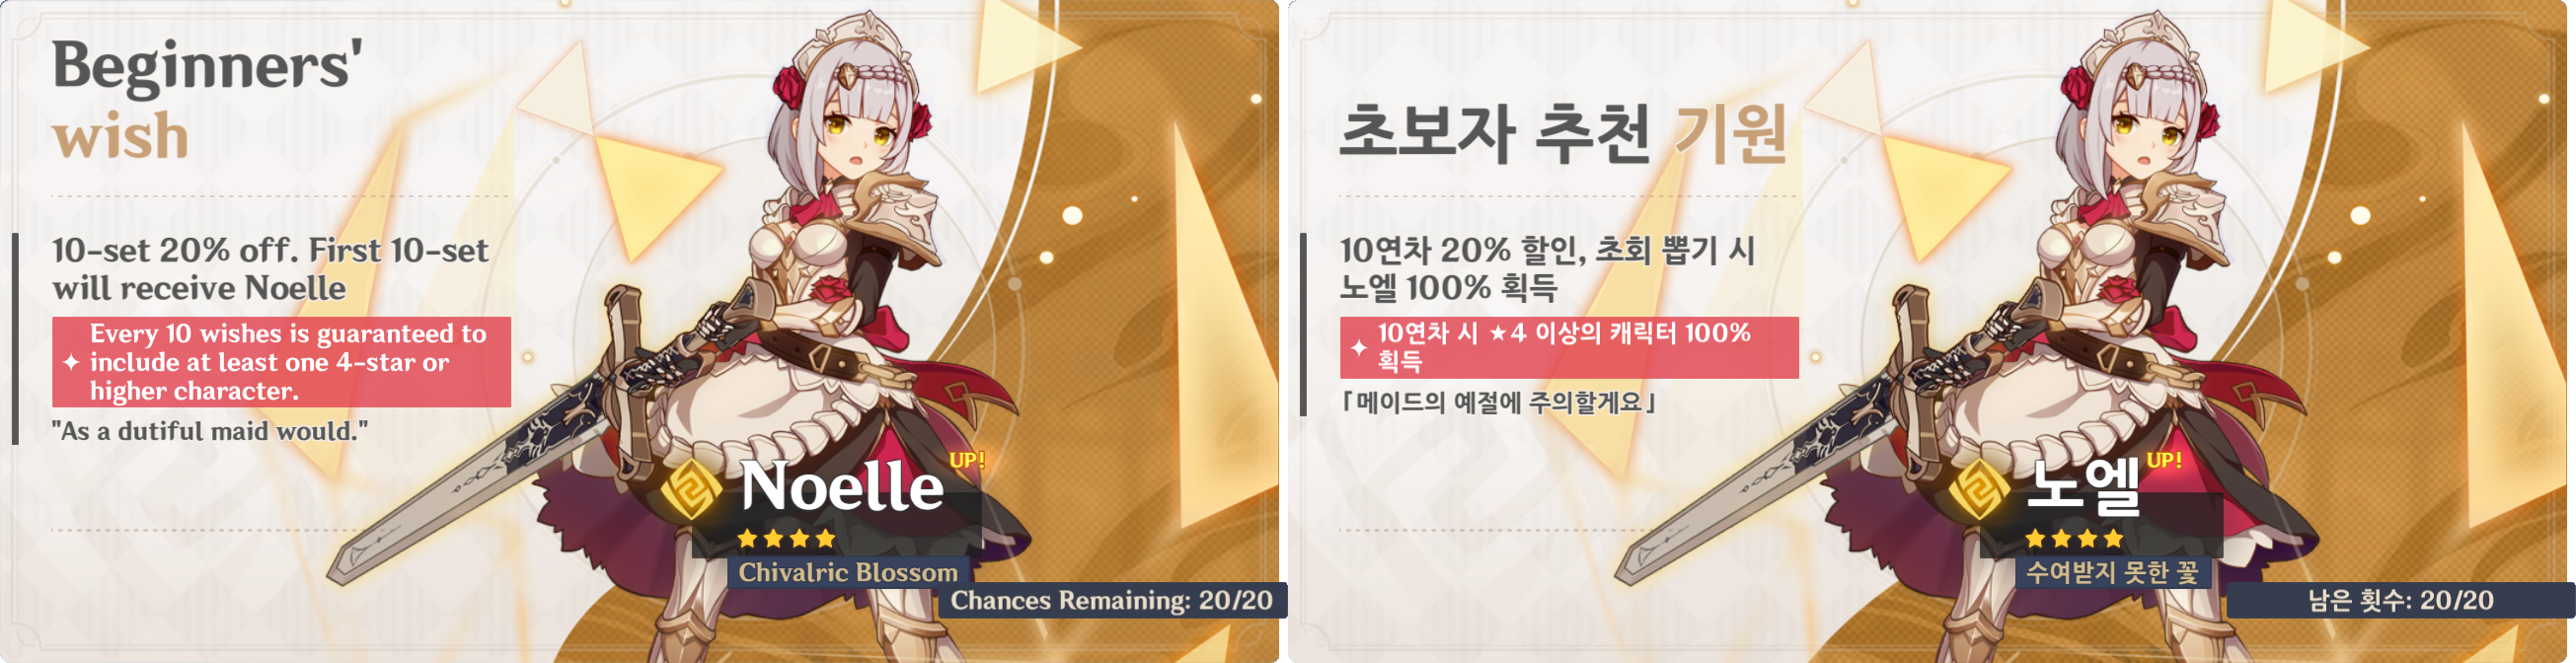 Beginners'
wish
10-set 20% off. First 10-set
will receive Noelle
✦ Every 10 wishes is guaranteed to
include at least one 4-star or
higher character.
"As a dutiful maid would."
Noelle UP!
★★★★
Chivalric Blossom
Chances Remaining: 20/20
초보자 추천 기원
10연차 20% 할인, 초회 뽑기 시
노엘 100% 획득
✦ 10연차 시 ★4 이상의 캐릭터 100%
획득
「메이드의 예절에 주의할게요」
노엘 UP!
★★★★
수여받지 못한 꽃
남은 횟수: 20/20